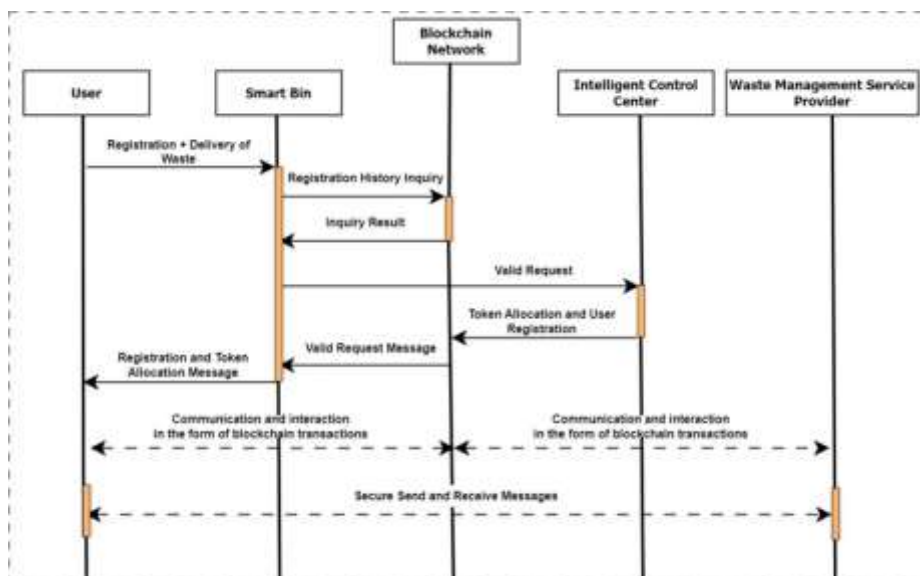 Blockchain
Network
User
Smart Bin
Intelligent Control
Center
Waste Management Service
Provider
Registration + Delivery of
Waste
Registration History Inquiry
Inquiry Result
Valid Request
Token Allocation and User
Registration
Valid Request Message
Registration and Token
Allocation Message
Communication and interaction
in the form of blockchain transactions
Communication and interaction
in the form of blockchain transactions
Secure Send and Receive Messages